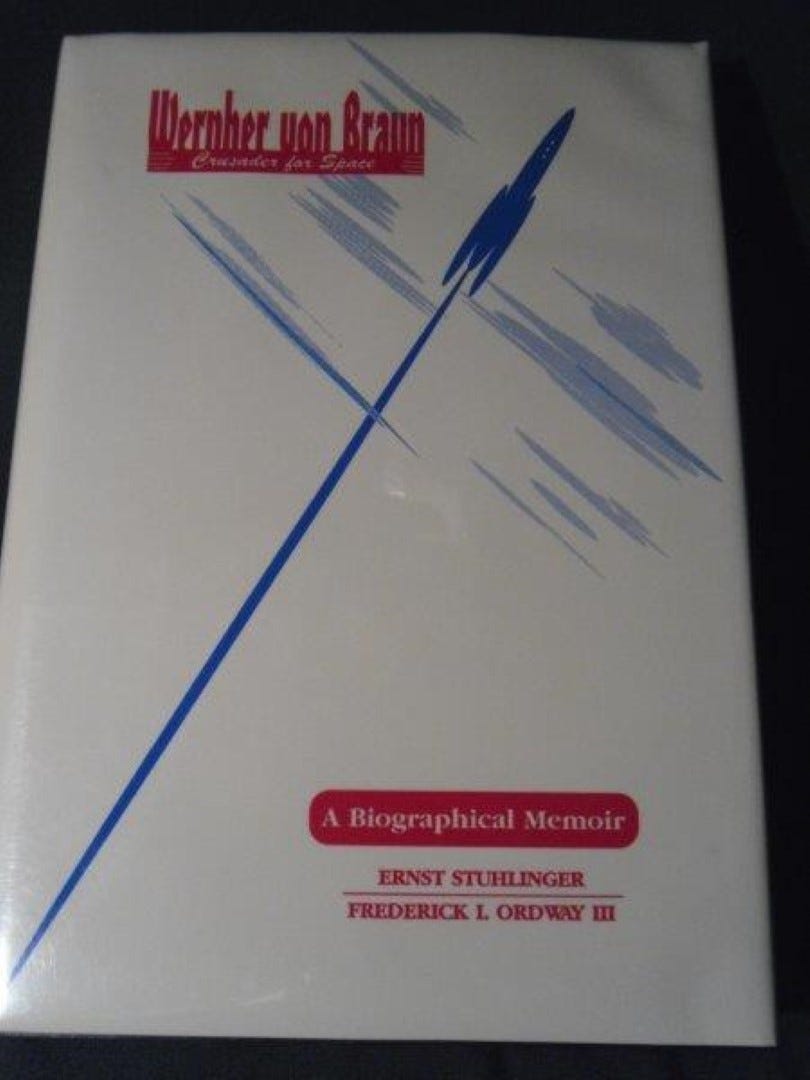 Wernher von Braun
Crusader for Space
A Biographical Memoir
ERNST STUHLINGER
FREDERICK I. ORDWAY III